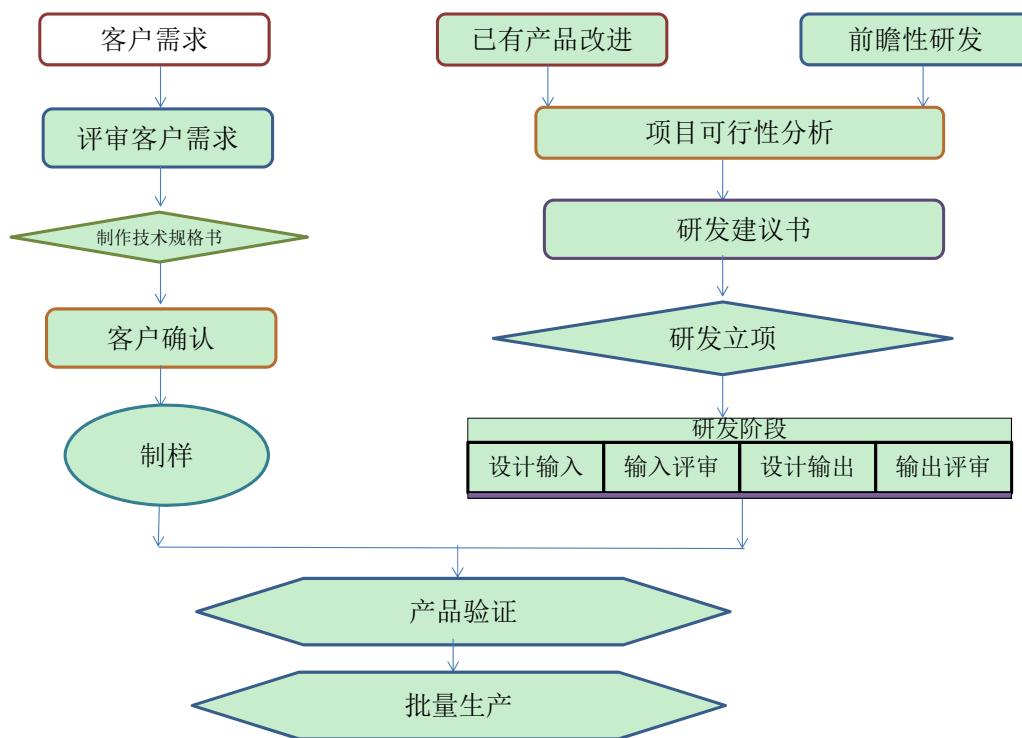 客户需求
已有产品改进
前瞻性研发
评审客户需求
项目可行性分析
制作技术规格书
研发建议书
客户确认
研发立项
制样
研发阶段
设计输入
输入评审
设计输出
输出评审
产品验证
批量生产